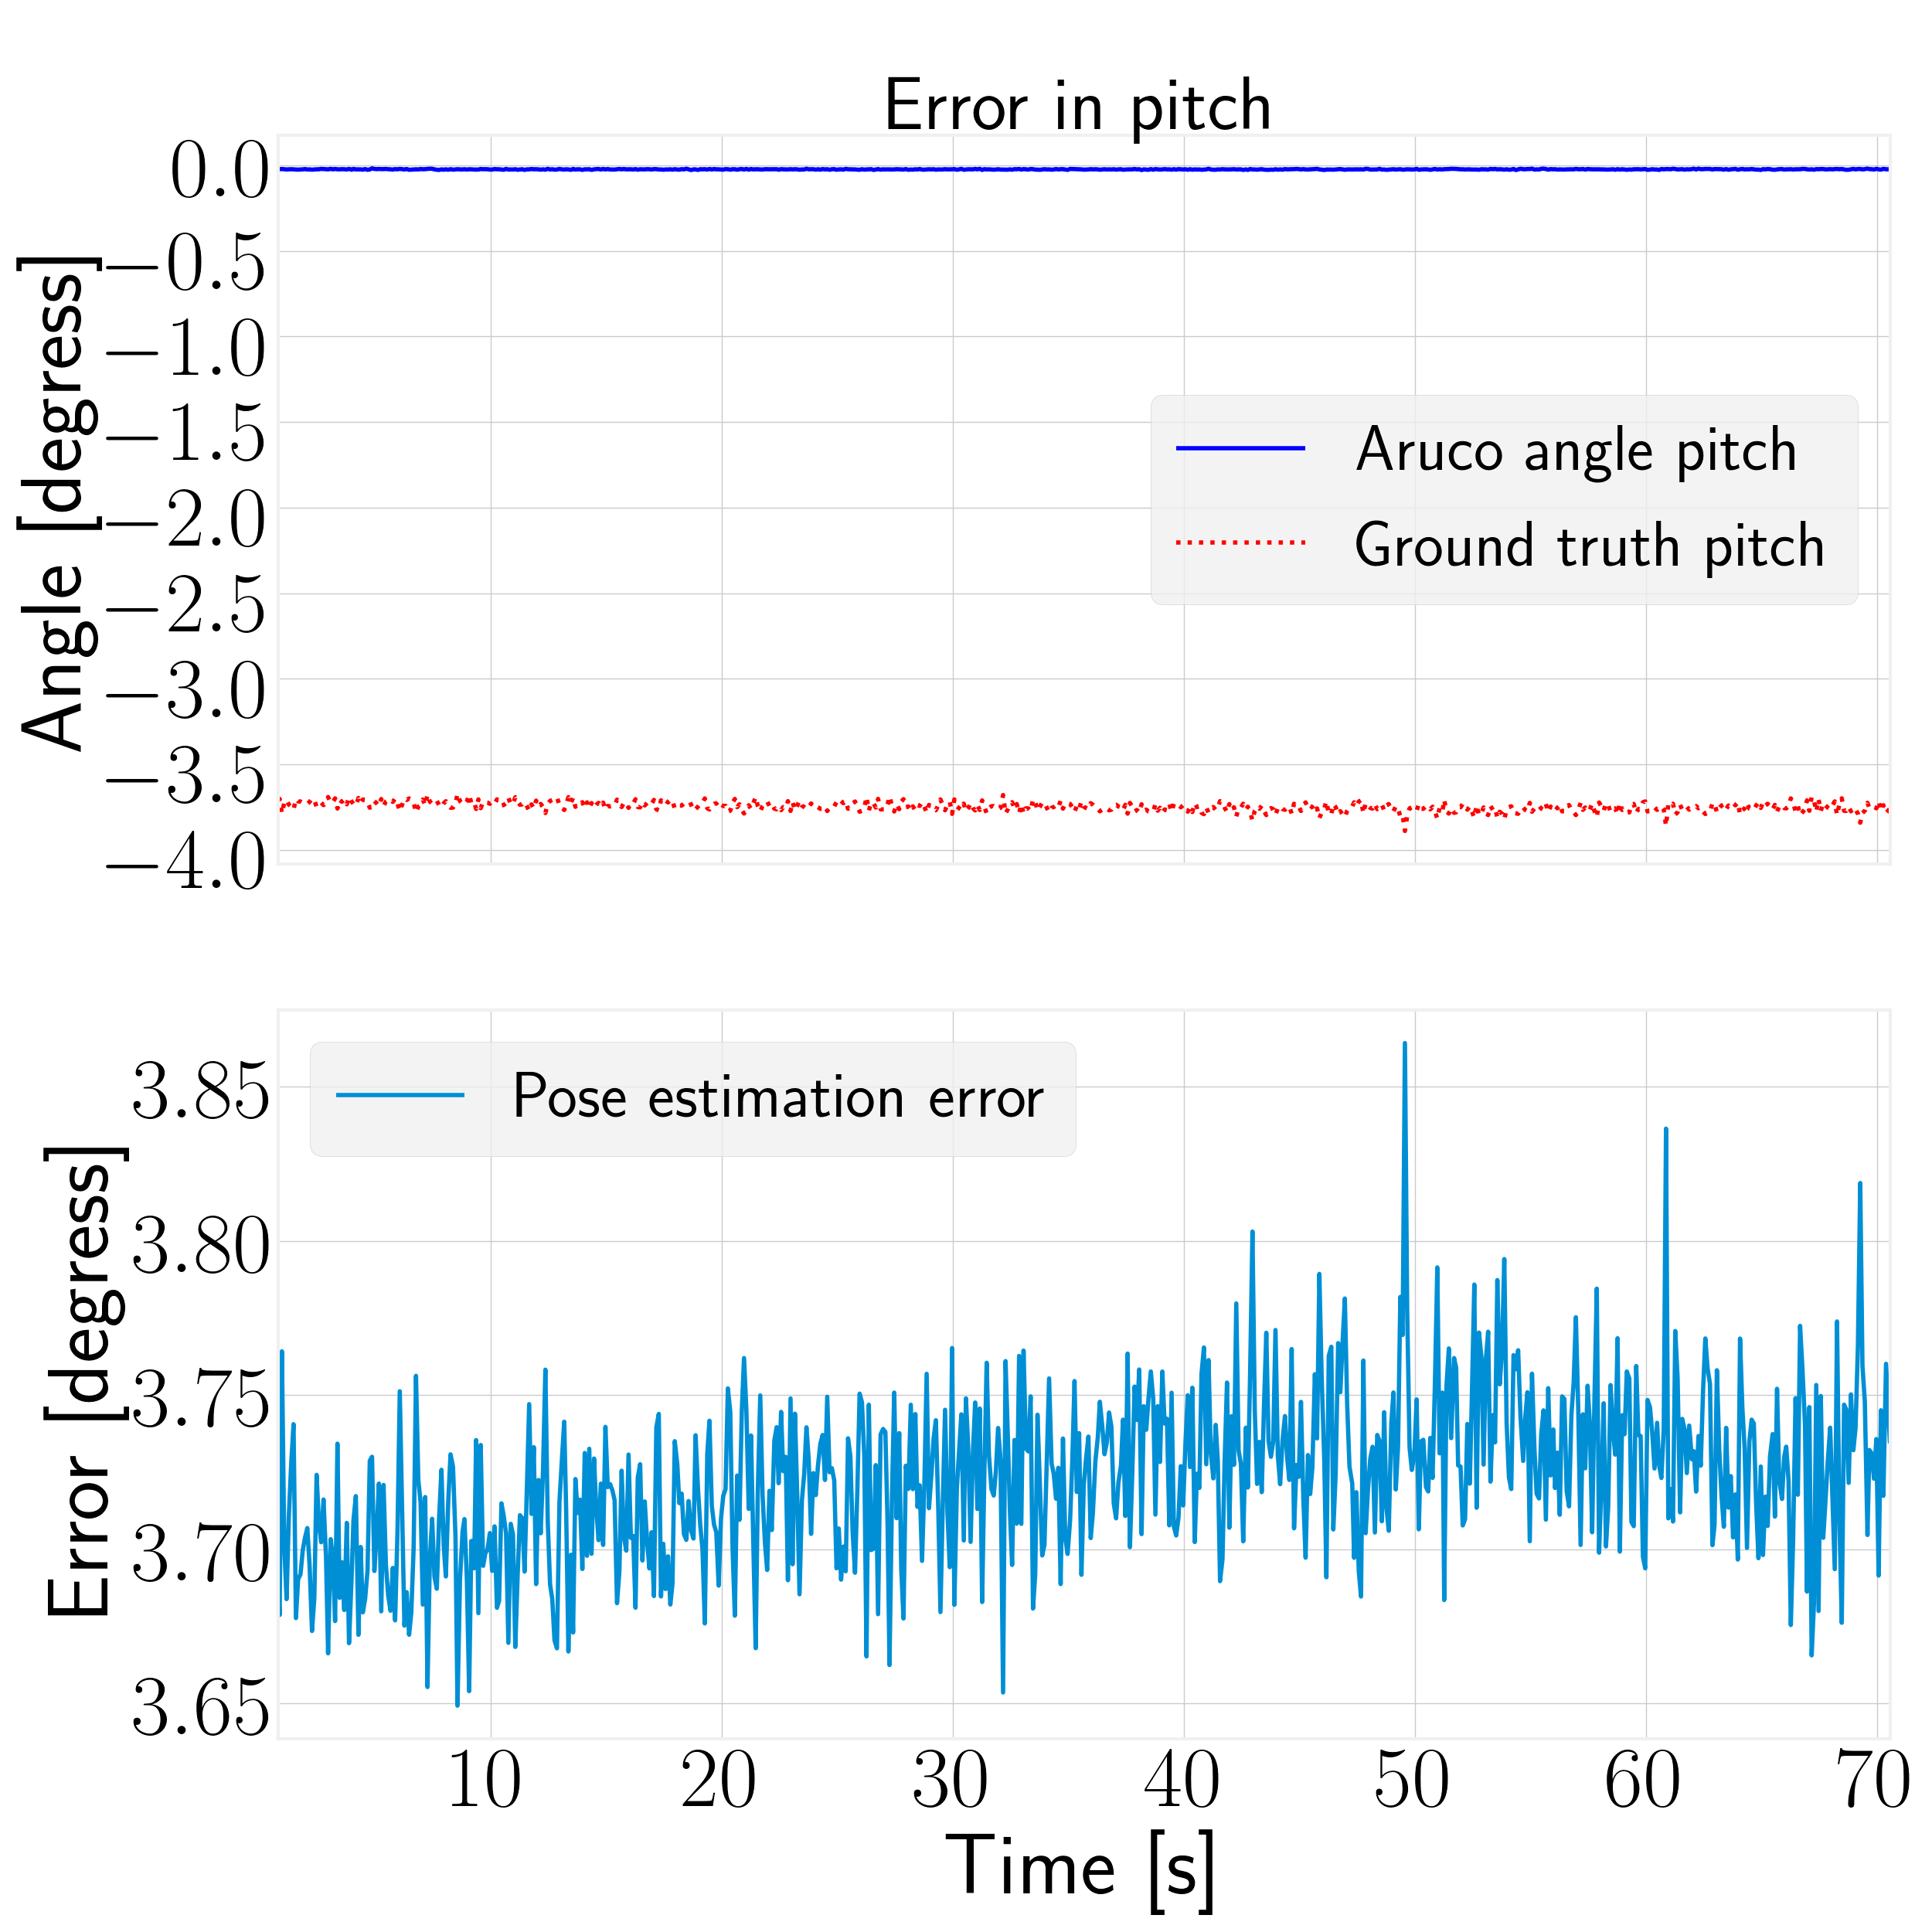 Error in pitch
Angle [degress]
0.0
−0.5
−1.0
−1.5
−2.0
−2.5
−3.0
−3.5
−4.0
Aruco angle pitch
Ground truth pitch
Error [degress]
3.85
3.80
3.75
3.70
3.65
Pose estimation error
10 20 30 40 50 60 70
Time [s]